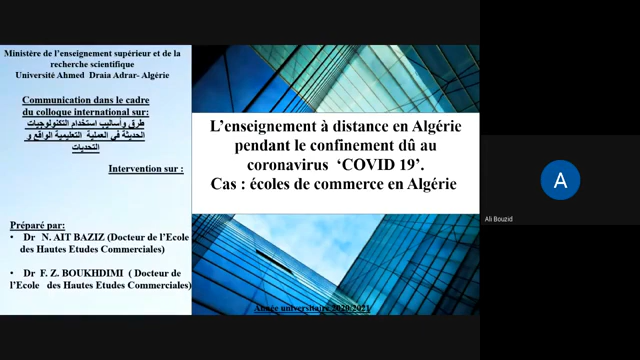 Ministère de l'enseignement supérieur et de la
recherche scientifique
Université Ahmed Draia Adrar- Algérie
Communication dans le cadre
du colloque international sur:
طرق وأساليب استخدام التكنولوجيات
الحديثة في العملية التعليمية الواقع و
التحديات
Intervention sur :
Préparé par:
• Dr N. AIT BAZIZ (Docteur de l'Ecole
des Hautes Etudes Commerciales)
• Dr F. Z. BOUKHDIMI ( Docteur de
l'Ecole des Hautes Etudes Commerciales)
L'enseignement à distance en Algérie
pendant le confinement dû au
coronavirus ‘COVID 19’.
Cas : écoles de commerce en Algérie
Année universitaire 2020/2021
A
Ali Bouzid